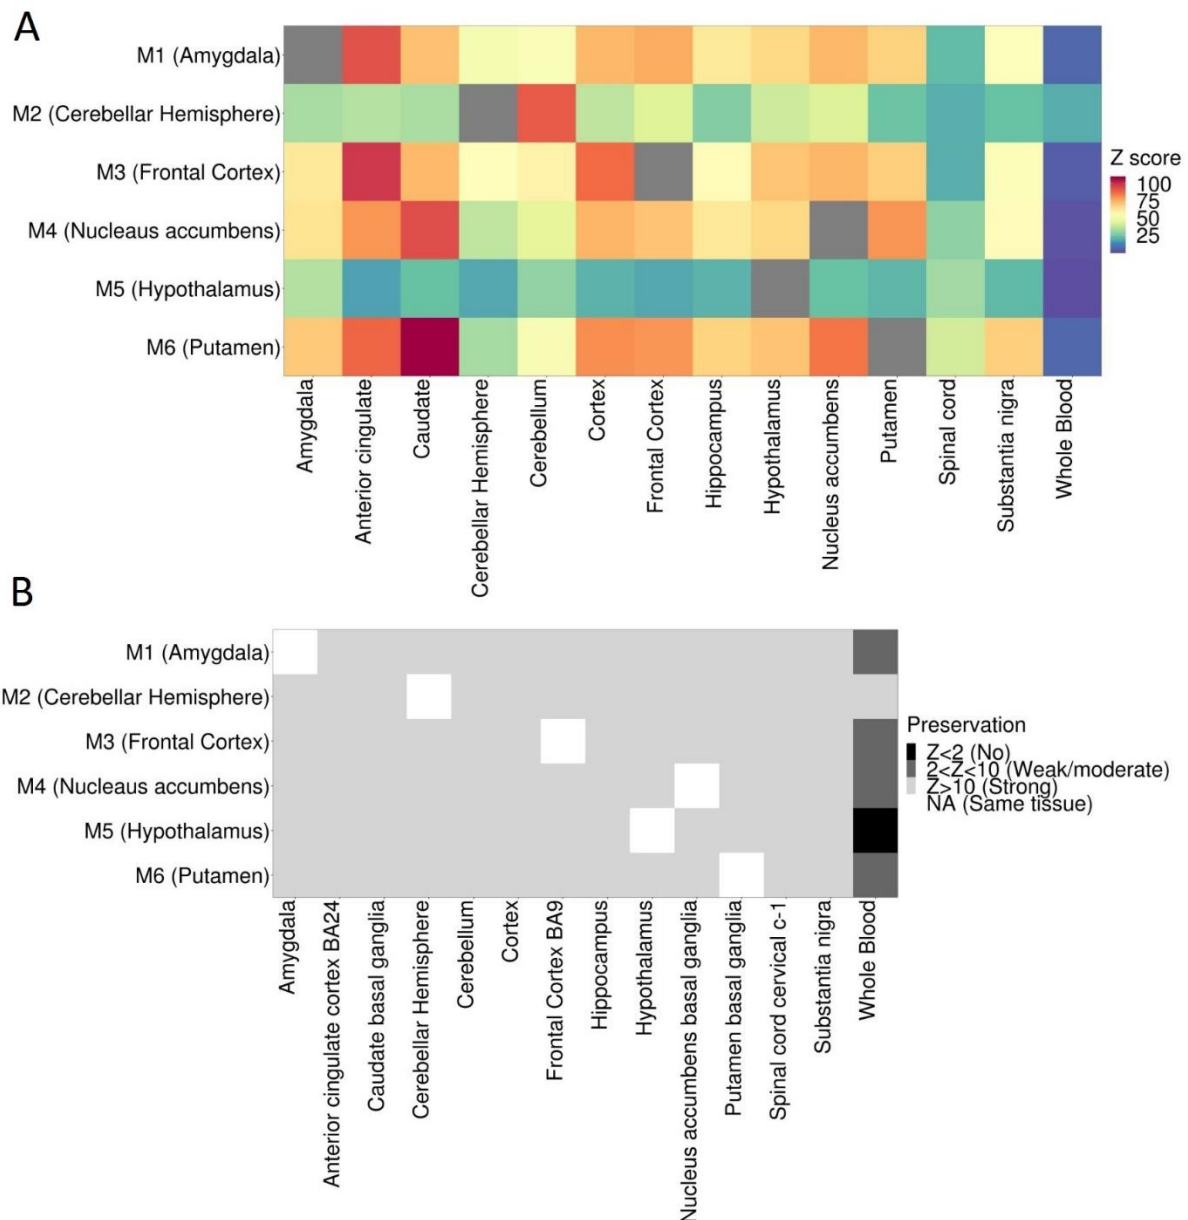 A
M1 (Amygdala)
M2 (Cerebellar Hemisphere)
M3 (Frontal Cortex)
M4 (Nucleaus accumbens)
M5 (Hypothalamus)
M6 (Putamen)
Amygdala
Anterior cingulate
Caudate
Cerebellar Hemisphere
Cerebellum
Cortex
Frontal Cortex
Hippocampus
Hypothalamus
Nucleus accumbens
Putamen
Spinal cord
Substantia nigra
Whole Blood
Z score
100
75
50
25
B
M1 (Amygdala)
M2 (Cerebellar Hemisphere)
M3 (Frontal Cortex)
M4 (Nucleaus accumbens)
M5 (Hypothalamus)
M6 (Putamen)
Amygdala
Anterior cingulate cortex BA24
Caudate basal ganglia
Cerebellar Hemisphere
Cerebellum
Cortex
Frontal Cortex BA9
Hippocampus
Hypothalamus
Nucleus accumbens basal ganglia
Putamen basal ganglia
Spinal cord cervical c-1
Substantia nigra
Whole Blood
Preservation
Z<2 (No)
2<Z<10 (Weak/moderate)
Z>10 (Strong)
NA (Same tissue)